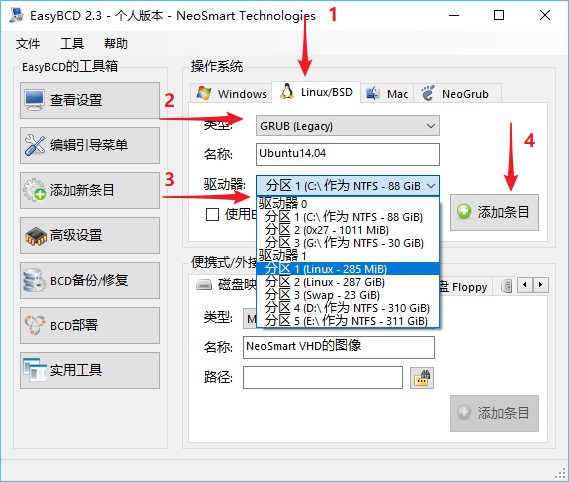 EasyBCD 2.3 - 个人版本 - NeoSmart Technologies
文件 工具 帮助
1
EasyBCD的工具箱
查看设置
编辑引导菜单
添加新条目
高级设置
BCD备份/修复
BCD部署
实用工具
操作系统
Windows Linux/BSD Mac NeoGrub
2
类型: GRUB (Legacy)
名称: Ubuntu14.04
3
驱动器: 分区 1 (C:\ 作为 NTFS - 88 GiB
4
使用E
添加条目
驱动器 0
分区 1 (C:\ 作为 NTFS - 88 GiB)
分区 2 (0x27 - 1011 MiB)
分区 3 (G:\ 作为 NTFS - 30 GiB)
驱动器 1
分区 1 (Linux - 285 MiB)
分区 2 (Linux - 287 GiB)
分区 3 (Swap - 23 GiB)
分区 4 (D:\ 作为 NTFS - 310 GiB)
分区 5 (E:\ 作为 NTFS - 311 GiB)
便携式/外接
磁盘映 盘 Floppy
类型: M
名称: NeoSmart VHD的图像
路径:
添加条目